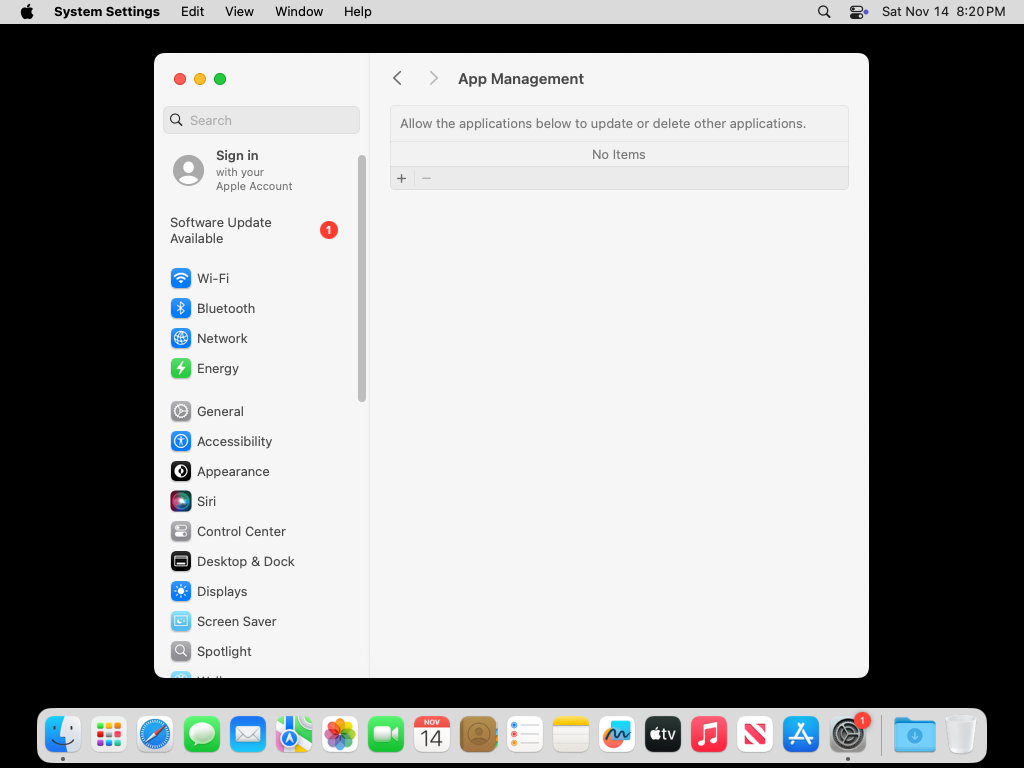 System Settings Edit View Window Help Sat Nov 14 8:20 PM
App Management
Search
Allow the applications below to update or delete other applications.
No Items
+ −
Sign in
with your
Apple Account
Software Update
Available
1
Wi-Fi
Bluetooth
Network
Energy
General
Accessibility
Appearance
Siri
Control Center
Desktop & Dock
Displays
Screen Saver
Spotlight
NOV
14
tv
1